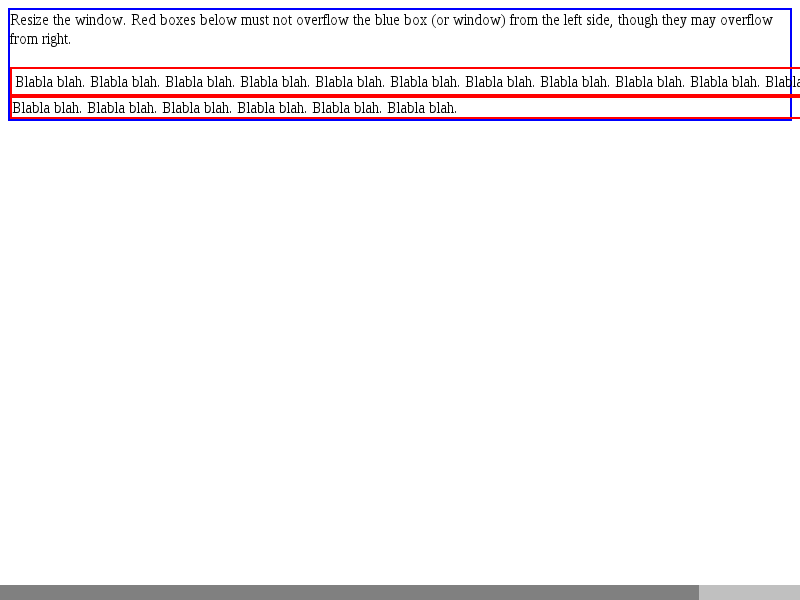 Resize the window. Red boxes below must not overflow the blue box (or window) from the left side, though they may overflow
from right.
Blabla blah. Blabla blah. Blabla blah. Blabla blah. Blabla blah. Blabla blah. Blabla blah. Blabla blah. Blabla blah. Blabla blah. Blabla
Blabla blah. Blabla blah. Blabla blah. Blabla blah. Blabla blah. Blabla blah.